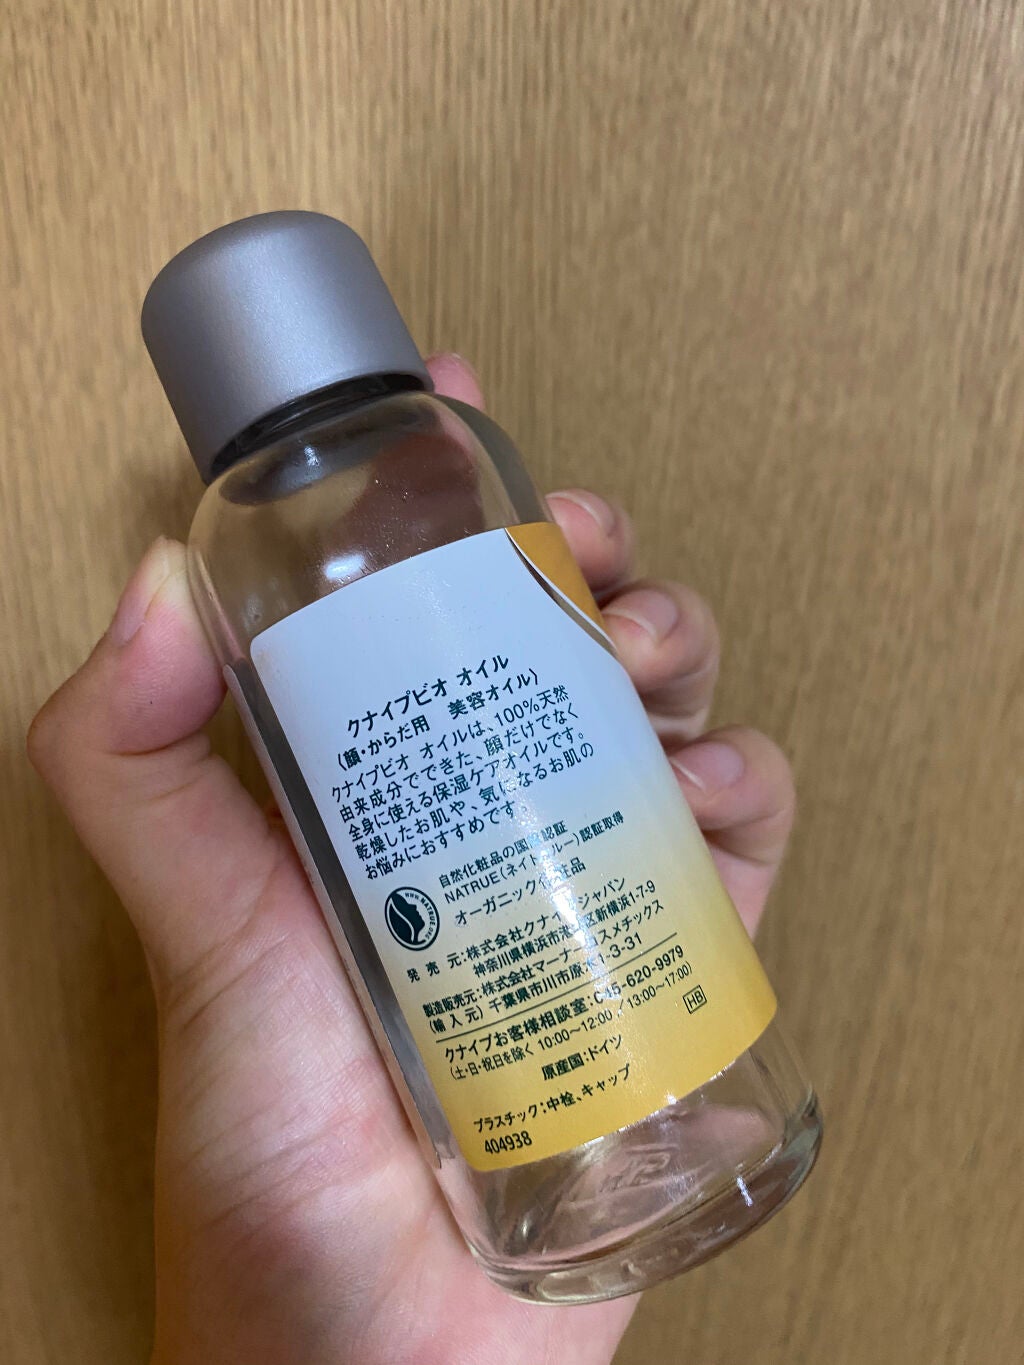 クナイプビオ オイル
(顔・からだ用 美容オイル)
クナイプビオ オイルは、100%天然
由来成分でできた、顔だけでなく
全身に使える保湿ケアオイルです。
乾燥したお肌や、気になるお肌の
お悩みにおすすめです。
自然化粧品の国際認証
NATRUE(ネイトゥルー)認証取得
オーガニック化粧品
発売元:株式会社クナイプジャパン
神奈川県横浜市港北区新横浜1-7-9
製造販売元:株式会社マーナーコスメチックス
(輸入元) 千葉県市川市原木1-3-31
クナイプお客様相談室:045-620-9979
(土・日・祝日を除く 10:00〜12:00 / 13:00〜17:00)
HB
原産国:ドイツ
プラスチック:中栓、キャップ
404938